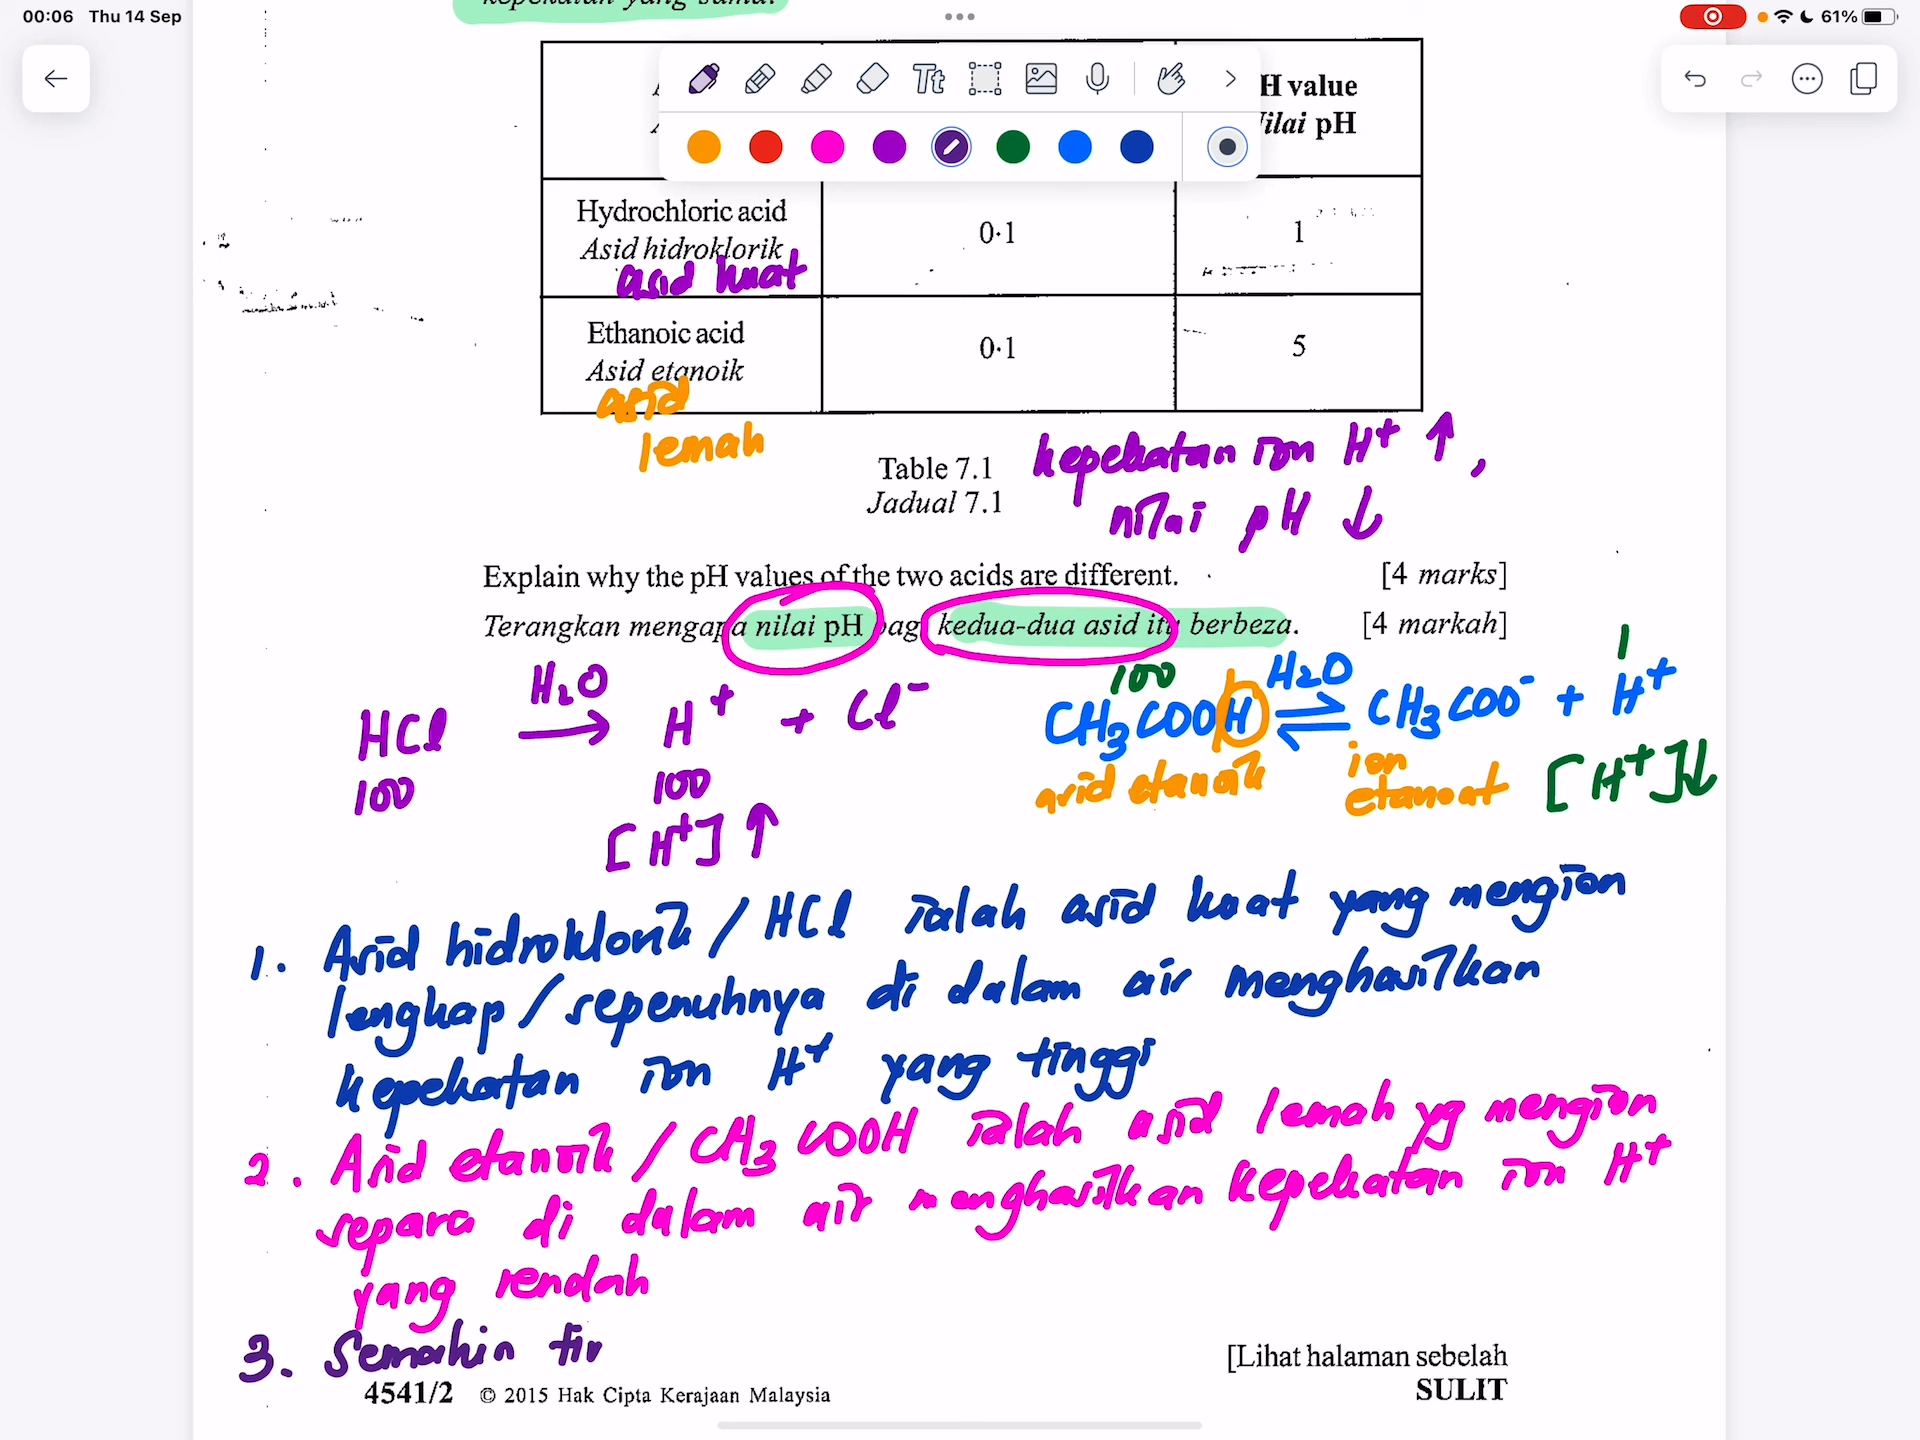 00:06 Thu 14 Sep
61%
kepekatan yang sama.
Tt
H value
Nilai pH
Hydrochloric acid 0·1 1
Asid hidroklorik
asid kuat
Ethanoic acid 0·1 5
Asid etanoik
asid
lemah
Table 7.1
Jadual 7.1
kepekatan ion H+ ↑,
nilai pH ↓
Explain why the pH values of the two acids are different. [4 marks]
Terangkan mengapa nilai pH bagi kedua-dua asid itu berbeza. [4 markah]
H2O
HCl → H+ + Cl-
100 100
[H+] ↑
100 H2O 1
CH3COOH ⇌ CH3COO- + H+
asid etanoik ion etanoat [H+]↓
1. Asid hidroklorik / HCl ialah asid kuat yang mengion
lengkap / sepenuhnya di dalam air menghasilkan
kepekatan ion H+ yang tinggi
2. Asid etanoik / CH3COOH ialah asid lemah yg mengion
separa di dalam air menghasilkan kepekatan ion H+
yang rendah
3. Semakin tin
[Lihat halaman sebelah
4541/2 © 2015 Hak Cipta Kerajaan Malaysia SULIT